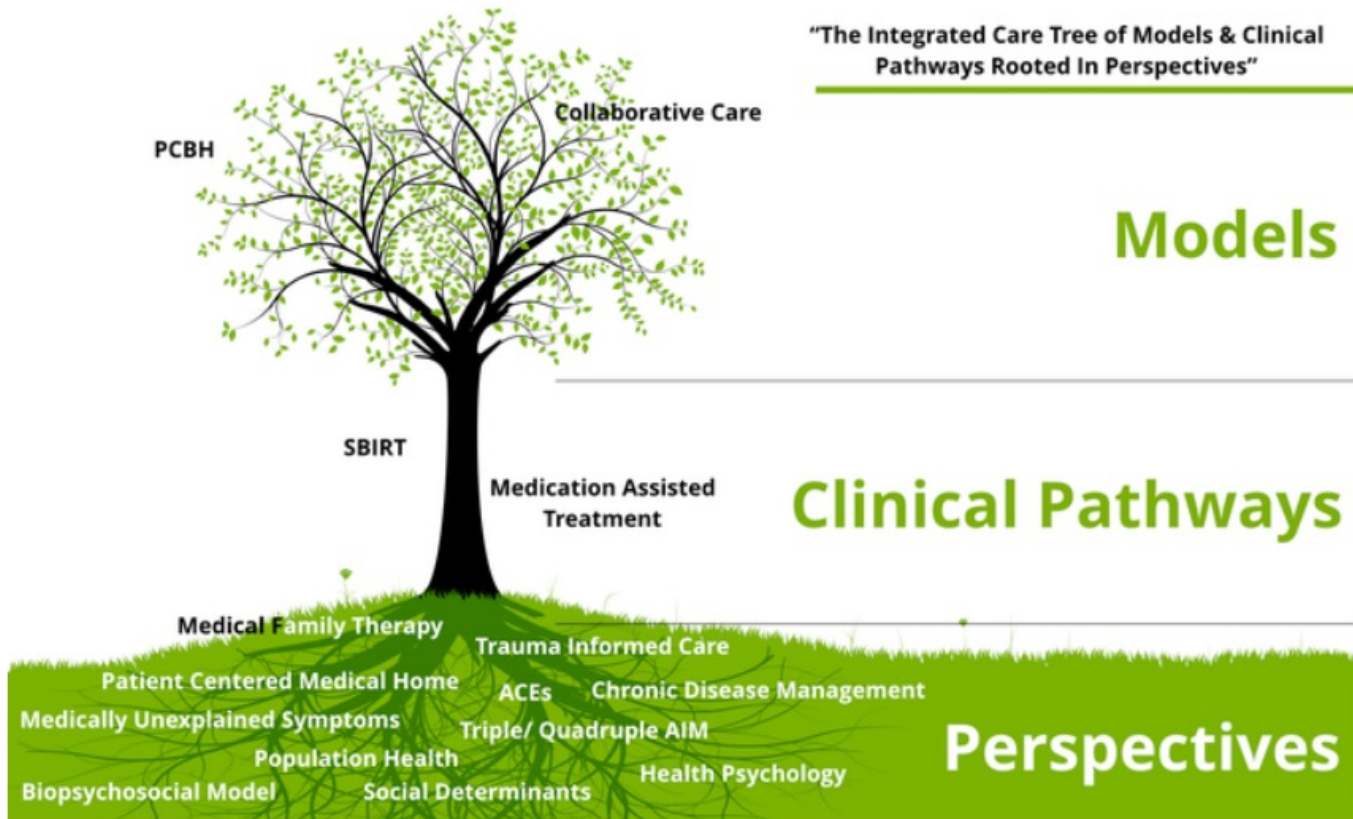 “The Integrated Care Tree of Models & Clinical
Pathways Rooted In Perspectives”
Collaborative Care
PCBH
Models
SBIRT
Medication Assisted
Treatment
Clinical Pathways
Medical Family Therapy
Trauma Informed Care
Patient Centered Medical Home
ACEs
Chronic Disease Management
Medically Unexplained Symptoms
Triple/ Quadruple AIM
Perspectives
Population Health
Health Psychology
Biopsychosocial Model
Social Determinants